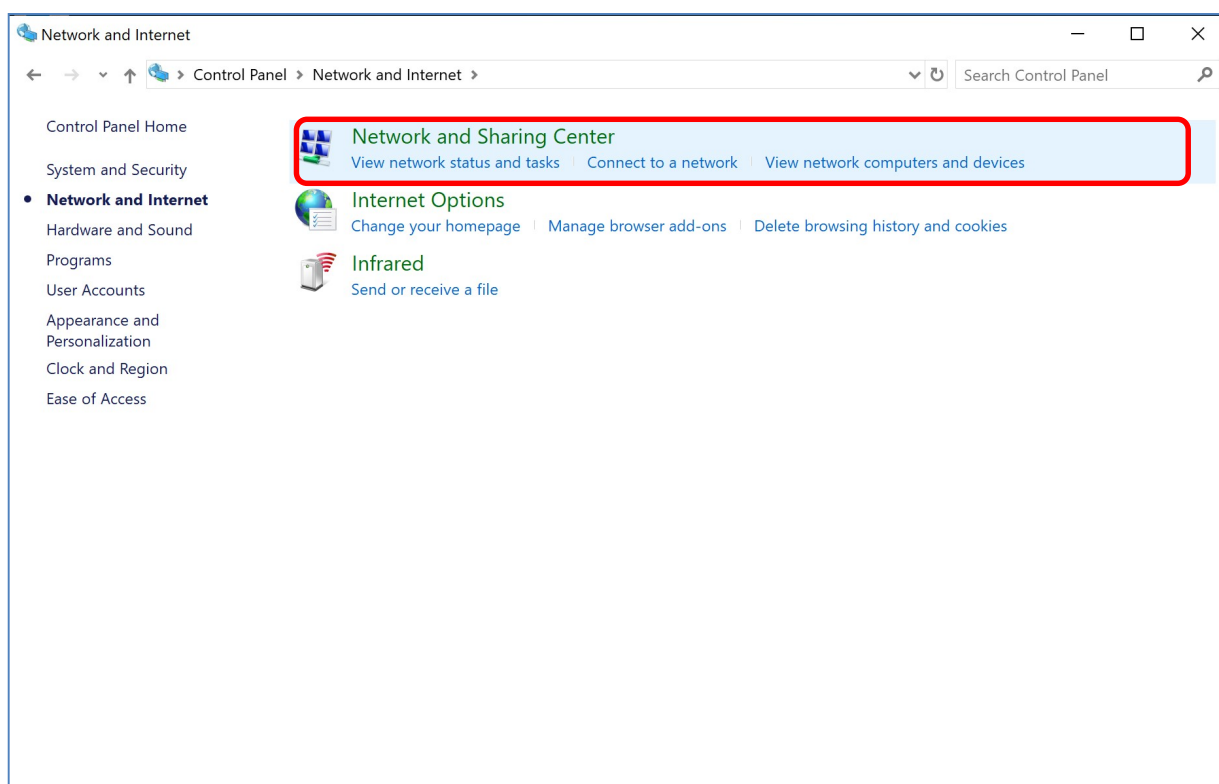 Network and Internet
Control Panel > Network and Internet >
Search Control Panel
Control Panel Home
System and Security
Network and Internet
Hardware and Sound
Programs
User Accounts
Appearance and
Personalization
Clock and Region
Ease of Access
Network and Sharing Center
View network status and tasks
Connect to a network
View network computers and devices
Internet Options
Change your homepage
Manage browser add-ons
Delete browsing history and cookies
Infrared
Send or receive a file